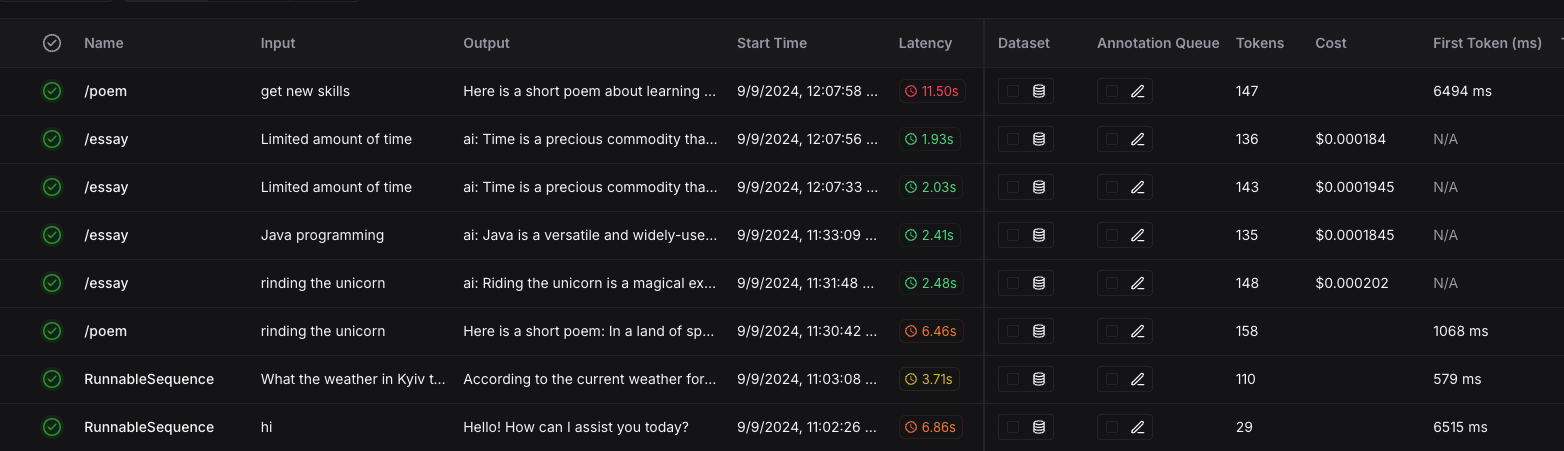 Name Input Output Start Time Latency Dataset Annotation Queue Tokens Cost First Token (ms)
/poem get new skills Here is a short poem about learning ... 9/9/2024, 12:07:58 ... 11.50s 147 6494 ms
/essay Limited amount of time ai: Time is a precious commodity tha... 9/9/2024, 12:07:56 ... 1.93s 136 $0.000184 N/A
/essay Limited amount of time ai: Time is a precious commodity tha... 9/9/2024, 12:07:33 ... 2.03s 143 $0.0001945 N/A
/essay Java programming ai: Java is a versatile and widely-use... 9/9/2024, 11:33:09 ... 2.41s 135 $0.0001845 N/A
/essay rinding the unicorn ai: Riding the unicorn is a magical ex... 9/9/2024, 11:31:48 ... 2.48s 148 $0.000202 N/A
/poem rinding the unicorn Here is a short poem: In a land of sp... 9/9/2024, 11:30:42 ... 6.46s 158 1068 ms
RunnableSequence What the weather in Kyiv t... According to the current weather for... 9/9/2024, 11:03:08 ... 3.71s 110 579 ms
RunnableSequence hi Hello! How can I assist you today? 9/9/2024, 11:02:26 ... 6.86s 29 6515 ms